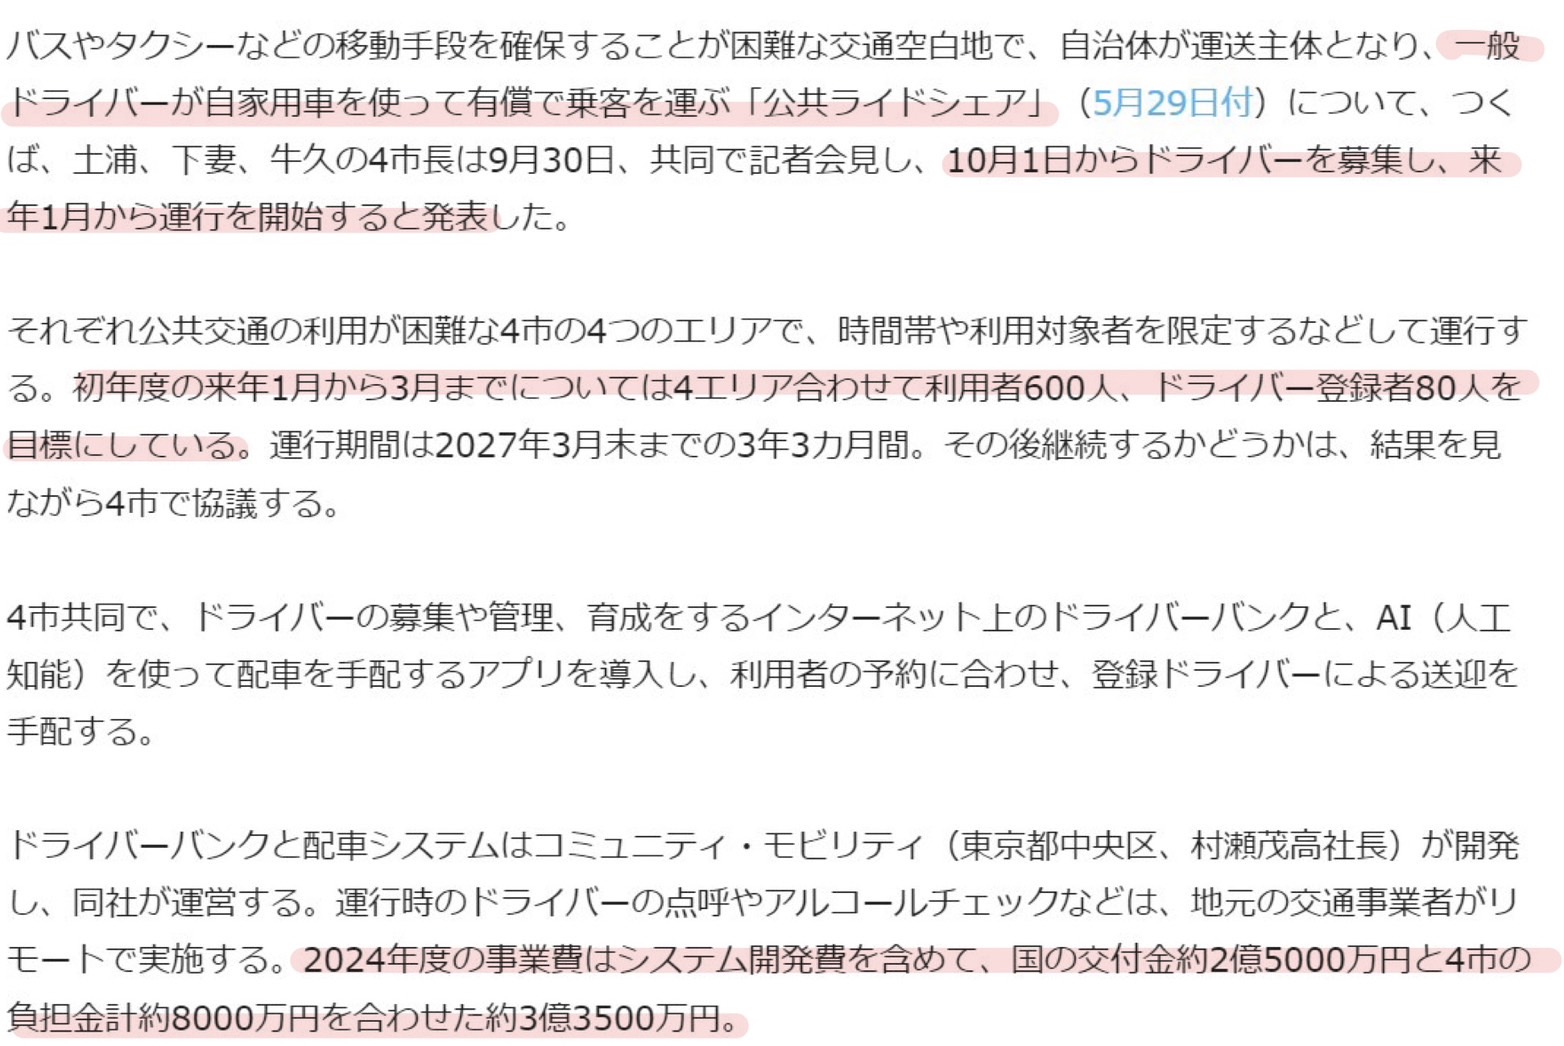 バスやタクシーなどの移動手段を確保することが困難な交通空白地で、自治体が運送主体となり、一般
ドライバーが自家用車を使って有償で乗客を運ぶ「公共ライドシェア」（5月29日付）について、つく
ば、土浦、下妻、牛久の4市長は9月30日、共同で記者会見し、10月1日からドライバーを募集し、来
年1月から運行を開始すると発表した。
それぞれ公共交通の利用が困難な4市の4つのエリアで、時間帯や利用対象者を限定するなどして運行す
る。初年度の来年1月から3月までについては4エリア合わせて利用者600人、ドライバー登録者80人を
目標にしている。運行期間は2027年3月末までの3年3カ月間。その後継続するかどうかは、結果を見
ながら4市で協議する。
4市共同で、ドライバーの募集や管理、育成をするインターネット上のドライバーバンクと、AI（人工
知能）を使って配車を手配するアプリを導入し、利用者の予約に合わせ、登録ドライバーによる送迎を
手配する。
ドライバーバンクと配車システムはコミュニティ・モビリティ（東京都中央区、村瀬茂高社長）が開発
し、同社が運営する。運行時のドライバーの点呼やアルコールチェックなどは、地元の交通事業者がリ
モートで実施する。2024年度の事業費はシステム開発費を含めて、国の交付金約2億5000万円と4市の
負担金計約8000万円を合わせた約3億3500万円。